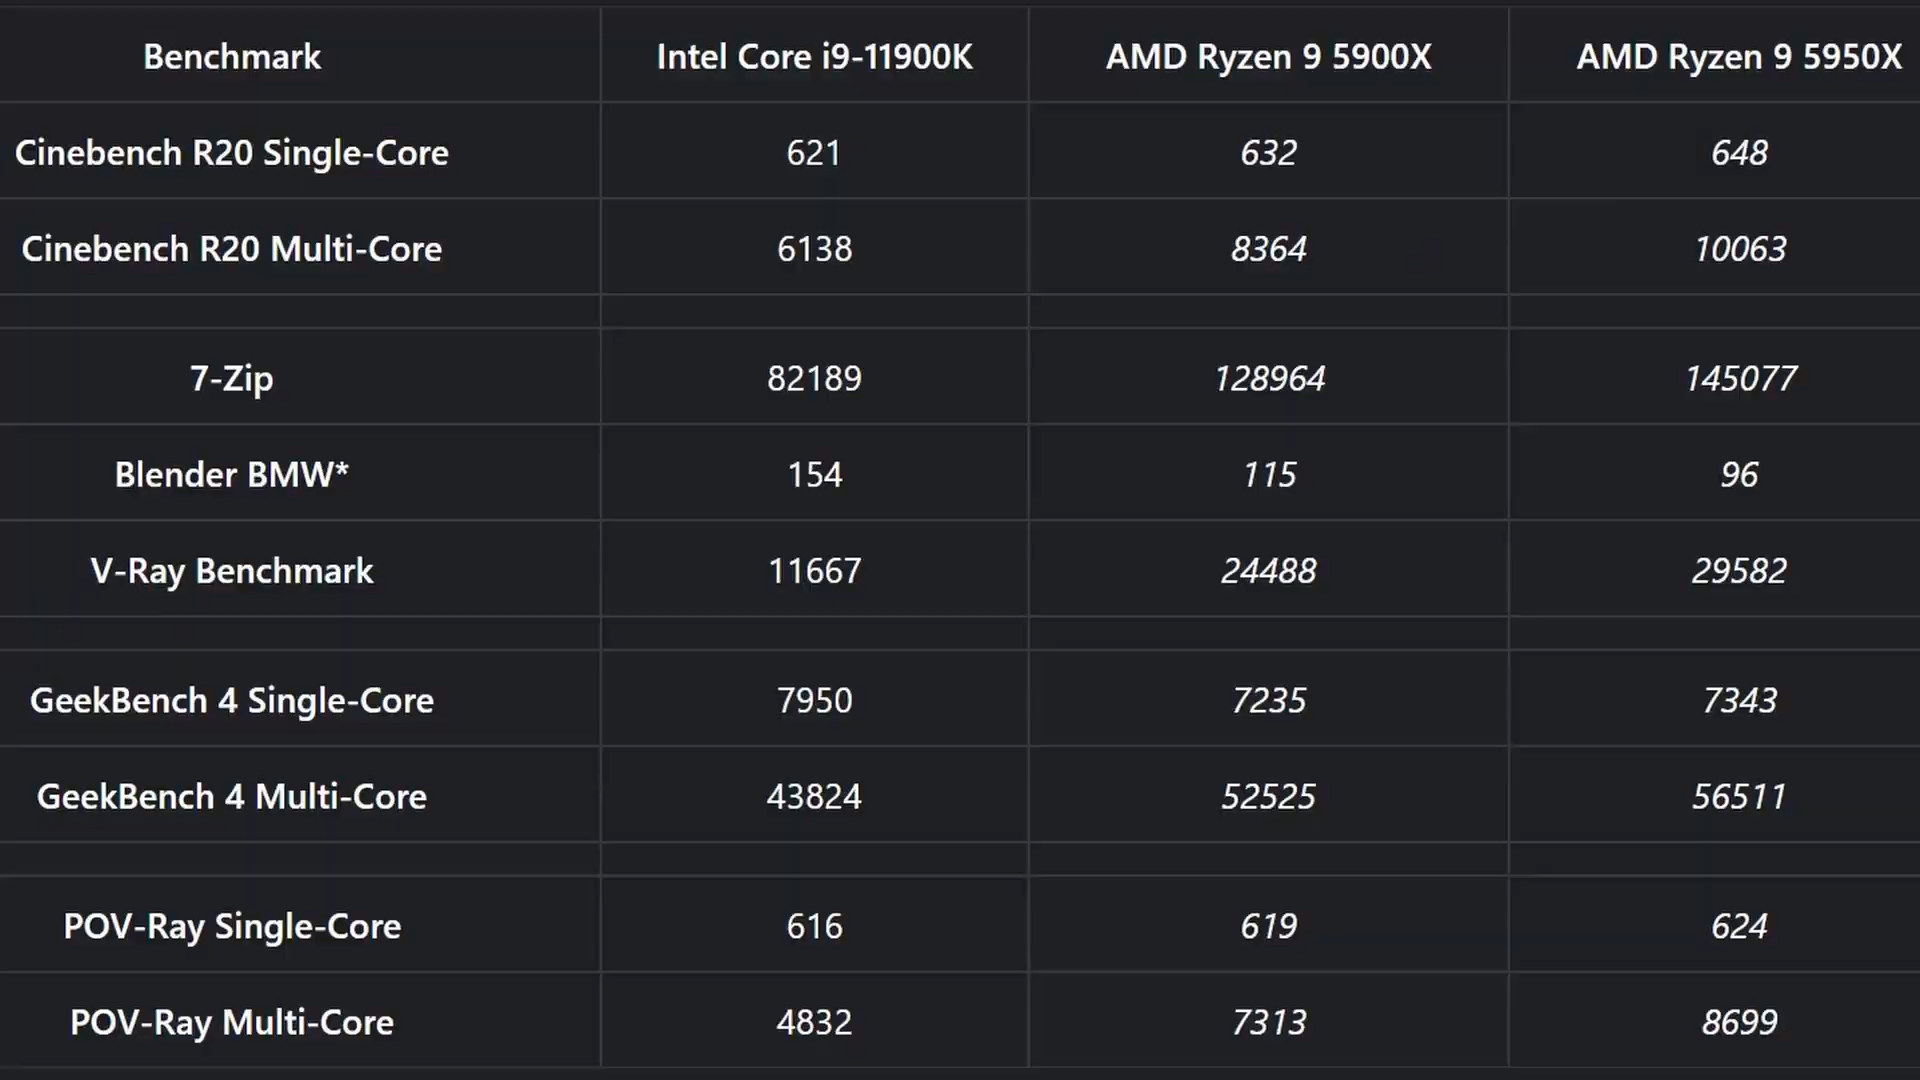 Benchmark Intel Core i9-11900K AMD Ryzen 9 5900X AMD Ryzen 9 5950X
Cinebench R20 Single-Core 621 632 648
Cinebench R20 Multi-Core 6138 8364 10063
7-Zip 82189 128964 145077
Blender BMW* 154 115 96
V-Ray Benchmark 11667 24488 29582
GeekBench 4 Single-Core 7950 7235 7343
GeekBench 4 Multi-Core 43824 52525 56511
POV-Ray Single-Core 616 619 624
POV-Ray Multi-Core 4832 7313 8699